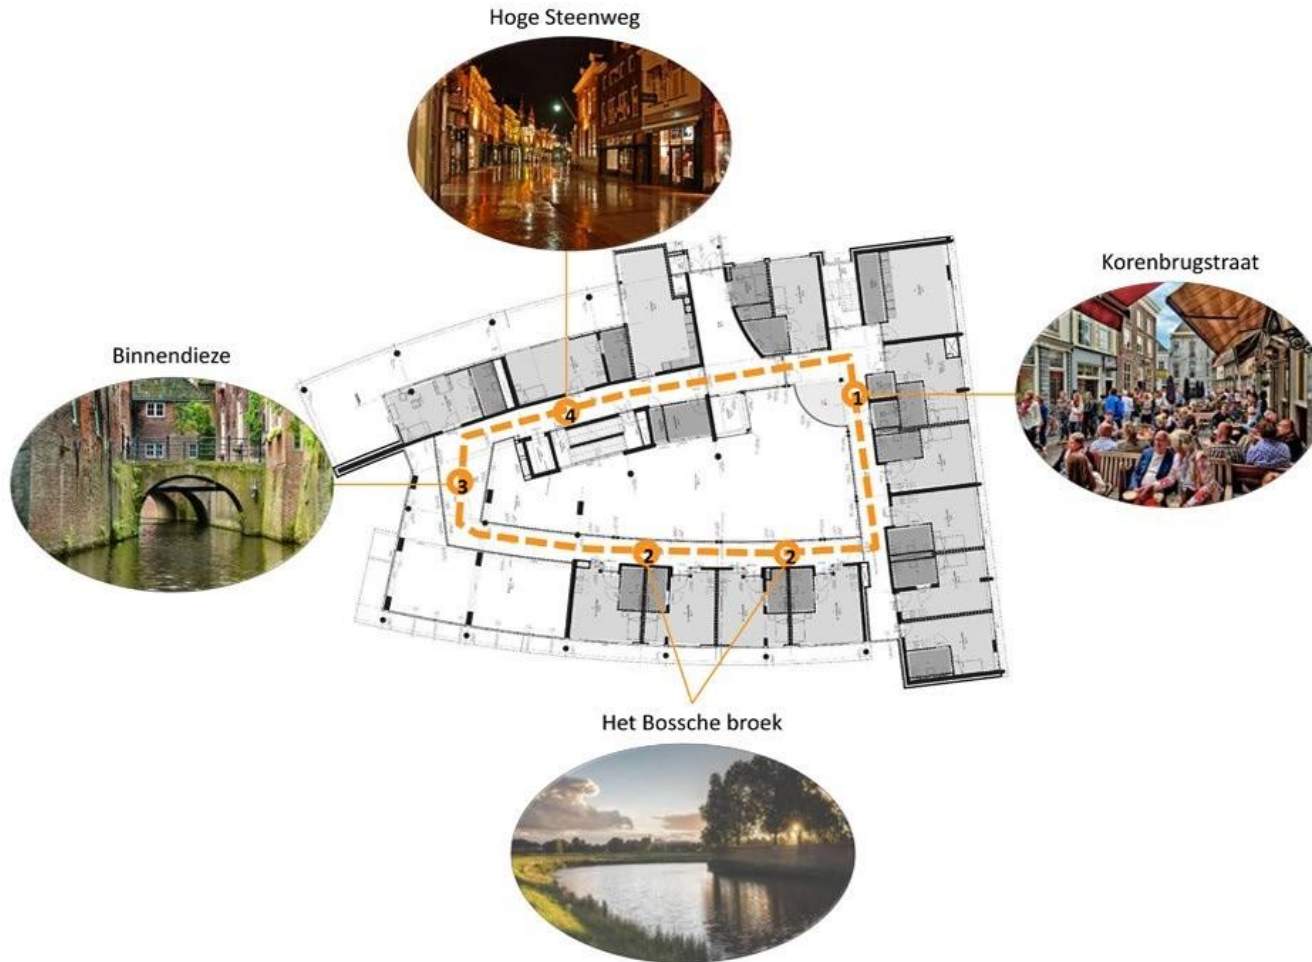 Hoge Steenweg
Korenbrugstraat
Binnendieze
1
4
3
2
2
Het Bossche broek